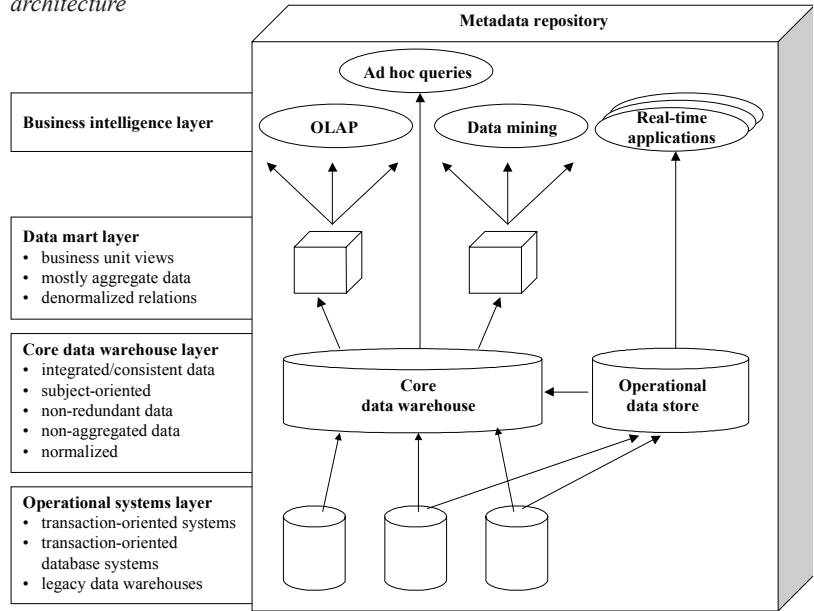 architecture
Metadata repository
Ad hoc queries
Business intelligence layer
OLAP
Data mining
Real-time
applications
Data mart layer
• business unit views
• mostly aggregate data
• denormalized relations
Core data warehouse layer
• integrated/consistent data
• subject-oriented
• non-redundant data
• non-aggregated data
• normalized
Core
data warehouse
Operational
data store
Operational systems layer
• transaction-oriented systems
• transaction-oriented
database systems
• legacy data warehouses